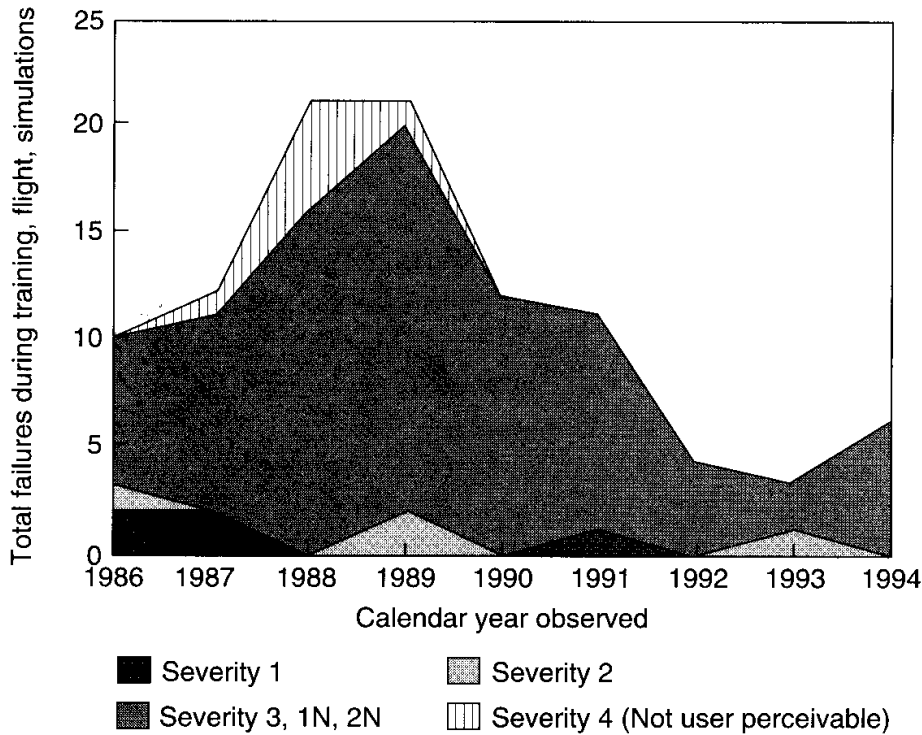 Total failures during training, flight, simulations
25
20
15
10
5
0
1986 1987 1988 1989 1990 1991 1992 1993 1994
Calendar year observed
Severity 1
Severity 2
Severity 3, 1N, 2N
Severity 4 (Not user perceivable)